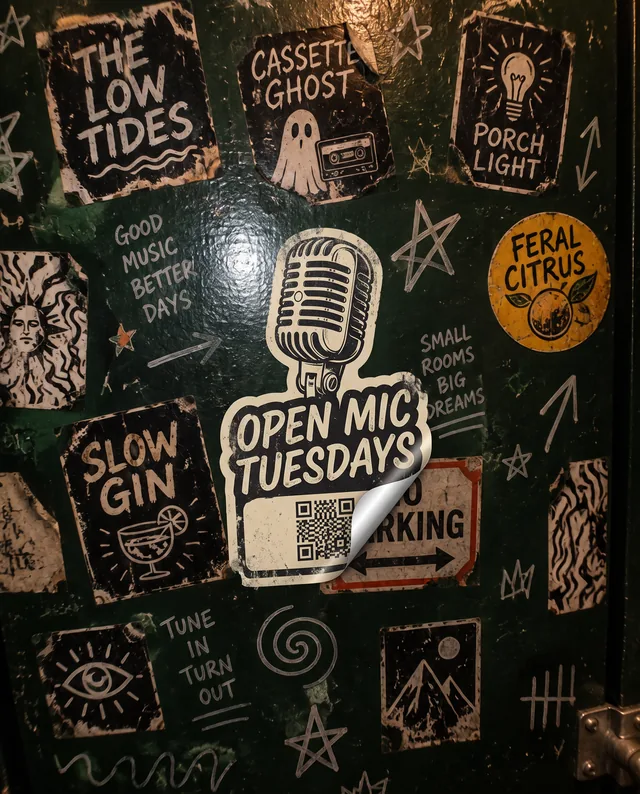 THE
LOW
TIDES
CASSETTE
GHOST
PORCH
LIGHT
GOOD
MUSIC
BETTER
DAYS
FERAL
CITRUS
SMALL
ROOMS
BIG
DREAMS
OPEN MIC
TUESDAYS
SLOW
GIN
RKING
TUNE
IN
TURN
OUT